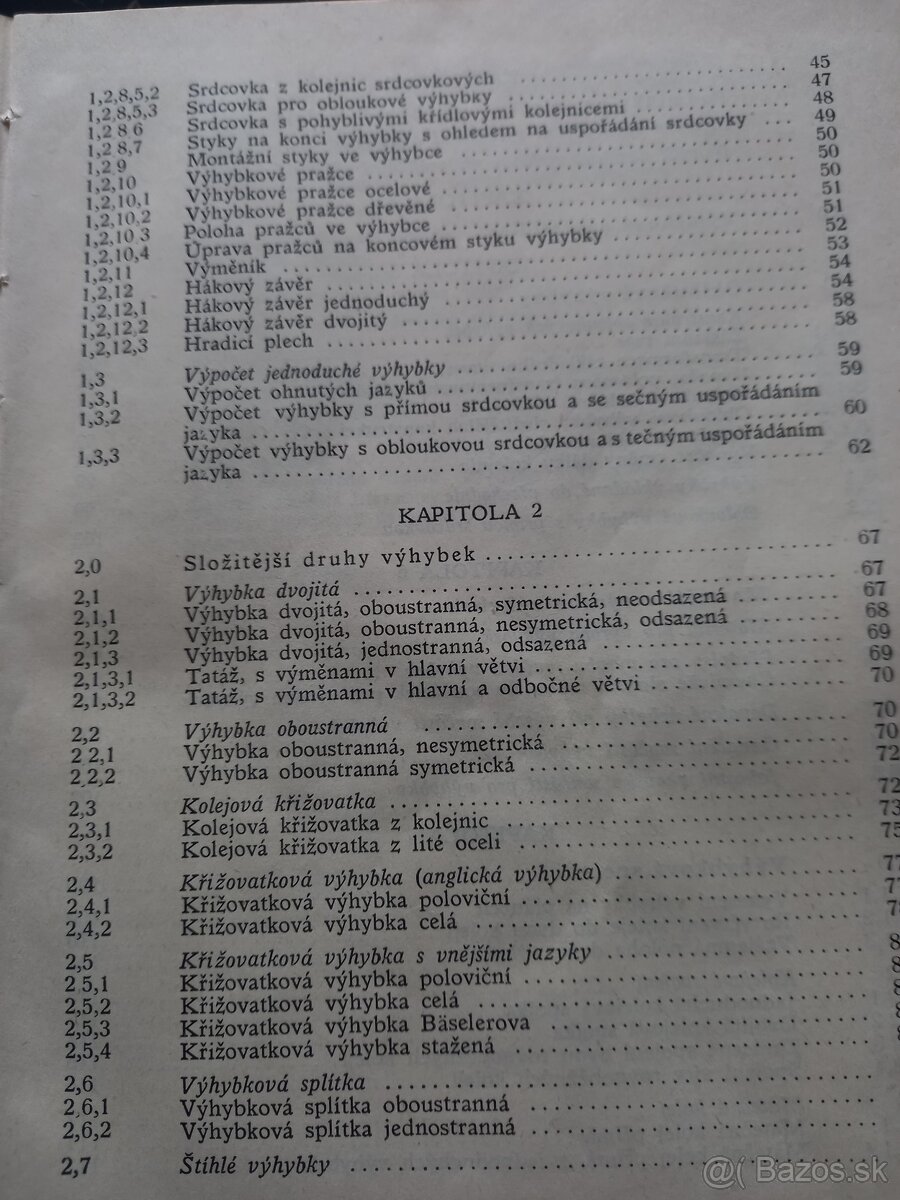 1,2,8,5,2 Srdcovka z kolejnic srdcovkových 45
1,2,8,5,3 Srdcovka pro obloukové výhybky 47
1,2 8 6 Srdcovka s pohyblivými křídlovými kolejnicemi 48
1,2 8,7 Styky na konci výhybky s ohledem na uspořádání srdcovky 49
1,2 9 Montážní styky ve výhybce 50
1,2,10 Výhybkové pražce 50
1,2,10,1 Výhybkové pražce ocelové 50
1,2,10,2 Výhybkové pražce dřevěné 51
1,2,10 3 Poloha pražců ve výhybce 51
1,2,10,4 Úprava pražců na koncovém styku výhybky 52
1,2,11 Výměník 53
1,2,12 Hákový závěr 54
1,2,12,1 Hákový závěr jednoduchý 54
1,2,12,2 Hákový závěr dvojitý 58
1,2,12,3 Hradicí plech 58
1,3 Výpočet jednoduché výhybky 59
1,3,1 Výpočet ohnutých jazyků 59
1,3,2 Výpočet výhybky s přímou srdcovkou a se sečným uspořádáním
jazyka 60
1,3,3 Výpočet výhybky s obloukovou srdcovkou a s tečným uspořádáním
jazyka 62
KAPITOLA 2
2,0 Složitější druhy výhybek 67
2,1 Výhybka dvojitá 67
2,1,1 Výhybka dvojitá, oboustranná, symetrická, neodsazená 67
2,1,2 Výhybka dvojitá, oboustranná, nesymetrická, odsazená 68
2,1,3 Výhybka dvojitá, jednostranná, odsazená 69
2,1,3,1 Tatáž, s výměnami v hlavní větvi 69
2,1,3,2 Tatáž, s výměnami v hlavní a odbočné větvi 70
2,2 Výhybka oboustranná 70
2 2,1 Výhybka oboustranná, nesymetrická 70
2,2,2 Výhybka oboustranná symetrická 72
2,3 Kolejová křižovatka 72
2,3,1 Kolejová křižovatka z kolejnic 73
2,3,2 Kolejová křižovatka z lité oceli 75
2,4 Křižovatková výhybka (anglická výhybka) 77
2,4,1 Křižovatková výhybka poloviční 77
2,4,2 Křižovatková výhybka celá
2,5 Křižovatková výhybka s vnějšími jazyky
2 5,1 Křižovatková výhybka poloviční
2,5,2 Křižovatková výhybka celá
2,5,3 Křižovatková výhybka Bäselerova
2,5,4 Křižovatková výhybka stažená
2,6 Výhybková splítka
2,6,1 Výhybková splítka oboustranná
2,6,2 Výhybková splítka jednostranná
2,7 Štíhlé výhybky
@( Bazos.sk